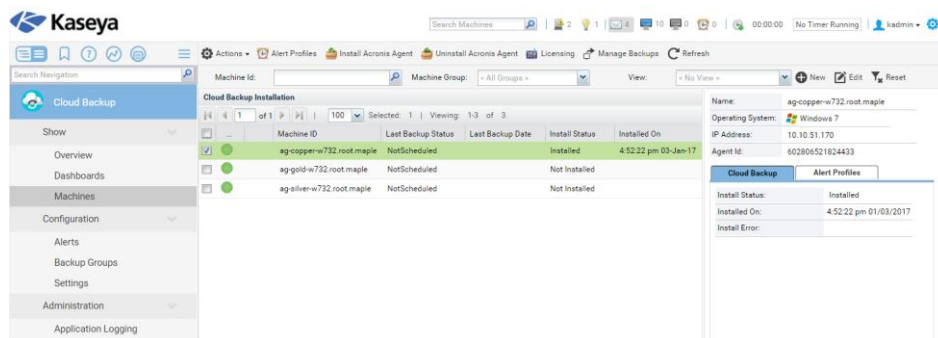 Kaseya
Search Machines 2 1 4 10 0 0 00:00:00 No Timer Running kadmin
Actions Alert Profiles Install Acronis Agent Uninstall Acronis Agent Licensing Manage Backups Refresh
Search Navigation
Machine Id: Machine Group: < All Groups > View: < No View > New Edit Reset
Cloud Backup
Show
Overview
Dashboards
Machines
Configuration
Alerts
Backup Groups
Settings
Administration
Application Logging
Cloud Backup Installation
1 of 1 100 Selected: 1 | Viewing: 1-3 of 3
... Machine ID Last Backup Status Last Backup Date Install Status Installed On
ag-copper-w732.root.maple NotScheduled Installed 4:52:22 pm 03-Jan-17
ag-gold-w732.root.maple NotScheduled Not Installed
ag-silver-w732.root.maple NotScheduled Not Installed
Name: ag-copper-w732.root.maple
Operating System: Windows 7
IP Address: 10.10.51.170
Agent Id: 602806521824433
Cloud Backup Alert Profiles
Install Status: Installed
Installed On: 4:52:22 pm 01/03/2017
Install Error: